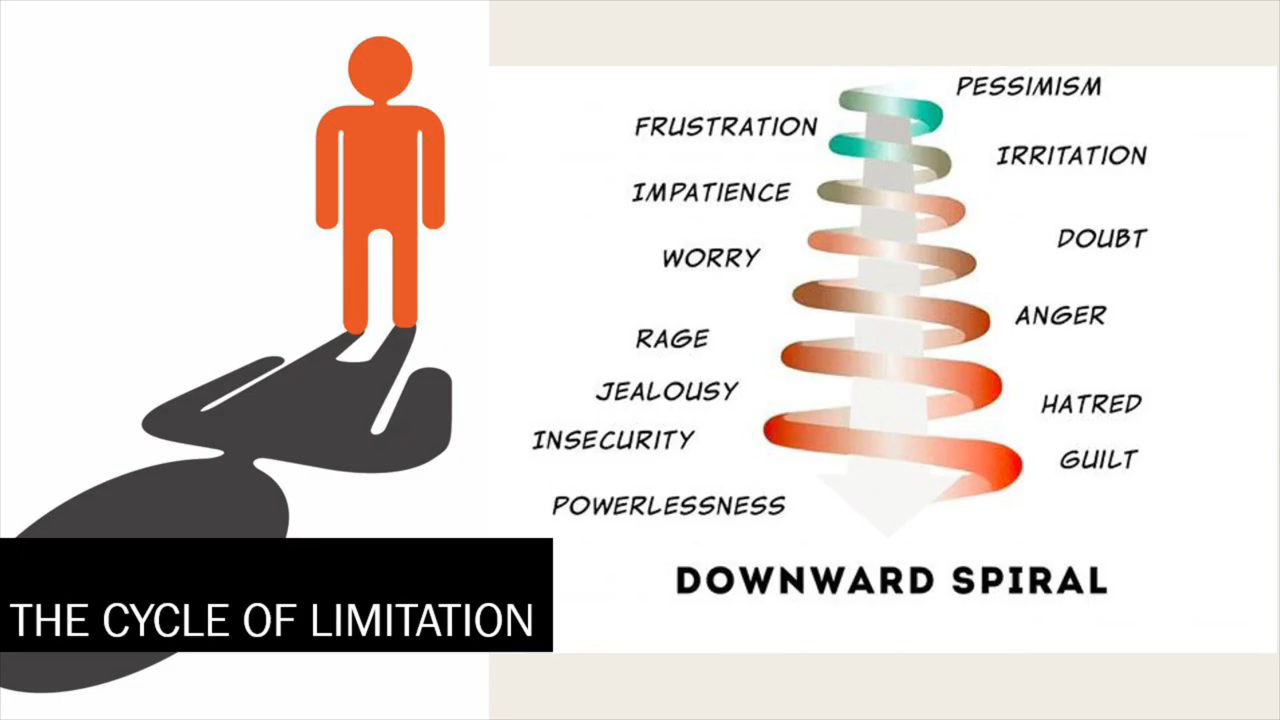 PESSIMISM
FRUSTRATION
IRRITATION
IMPATIENCE
DOUBT
WORRY
ANGER
RAGE
JEALOUSY
HATRED
INSECURITY
GUILT
POWERLESSNESS
DOWNWARD SPIRAL
THE CYCLE OF LIMITATION